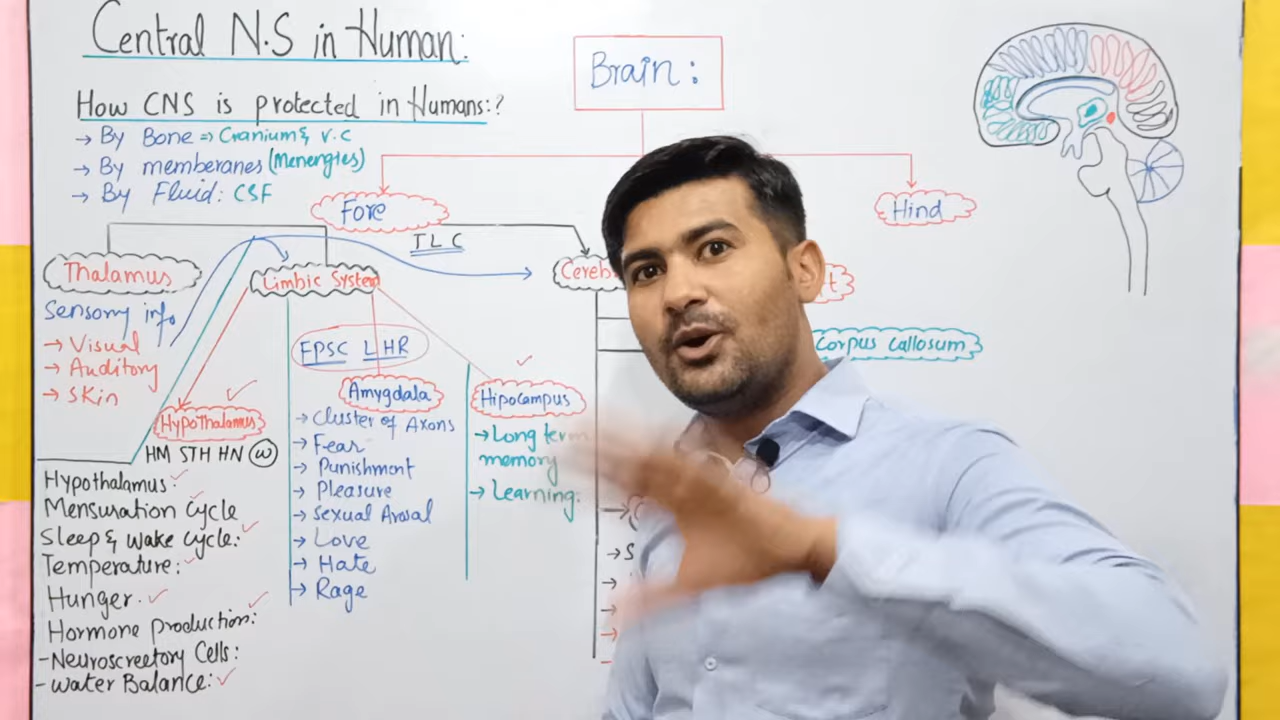 Central N.S in Human:
How CNS is protected in Humans:?
→ By Bone ⇒ Cranium & V.C
→ By memberanes (Menengies)
→ By Fluid: CSF
Brain:
Fore
Hind
TLC
Thalamus
Sensory info
→ Visual
→ Auditory
→ Skin
Limbic System
FPSC LHR
Hypothalamus
HM STH HN W
Hypothalamus
Mensuration Cycle
Sleep & wake cycle:
Temperature:
Hunger.
Hormone production:
- Neuroscreetory Cells:
- Water Balance:
Amygdala
→ Cluster of Axons
→ Fear
→ Punishment
→ Pleasure
→ Sexual Arosal
→ Love
→ Hate
→ Rage
Hipocampus
→ Long term
memory
→ Learning:
Cereb
Corpus Callosum
→ S